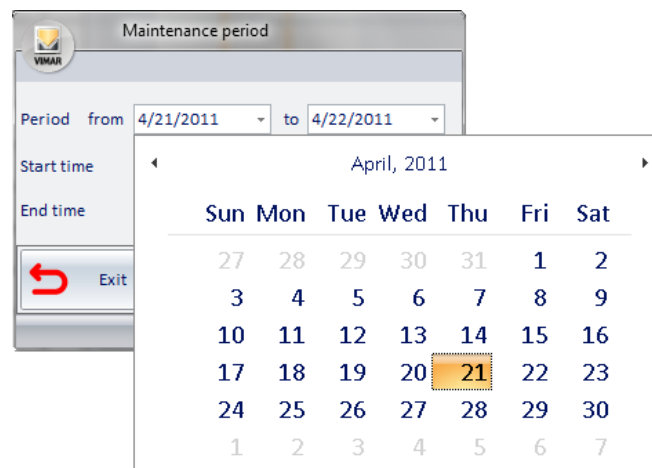 Maintenance period
VIMAR
Period from 4/21/2011 to 4/22/2011
Start time
End time
Exit
April, 2011
Sun Mon Tue Wed Thu Fri Sat
27 28 29 30 31 1 2
3 4 5 6 7 8 9
10 11 12 13 14 15 16
17 18 19 20 21 22 23
24 25 26 27 28 29 30
1 2 3 4 5 6 7